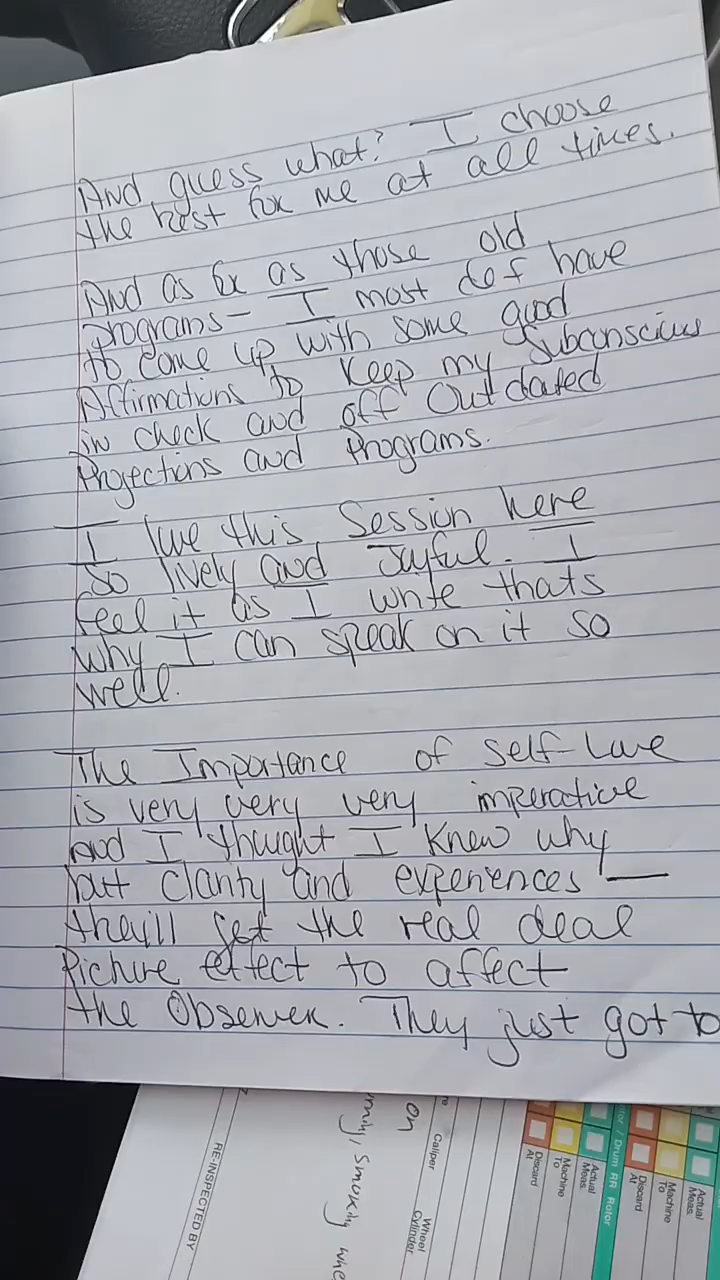 And guess what? I choose
the best for me at all times.
And as for as those old
programs- I most def have
to come up with some good
Affirmations to keep my Subconscious
in check and off Outdated
Projections and Programs.
I love this Session here
so lively and Joyful. I
feel it as I write thats
why I can speak on it so
well.
The Importance of self-love
is very very very imperative
and I thought I knew why
but clarity and experiences —
they'll get the real deal
Picture effect to affect
the Observer. They just got to
on
Caliper
Wheel
Cylinder
RE-INSPECTED BY
Discard
At
Machine
To
Actual
Meas.
/ Drum RR Rotor
Discard
At
Machine
To
Actual
Meas.